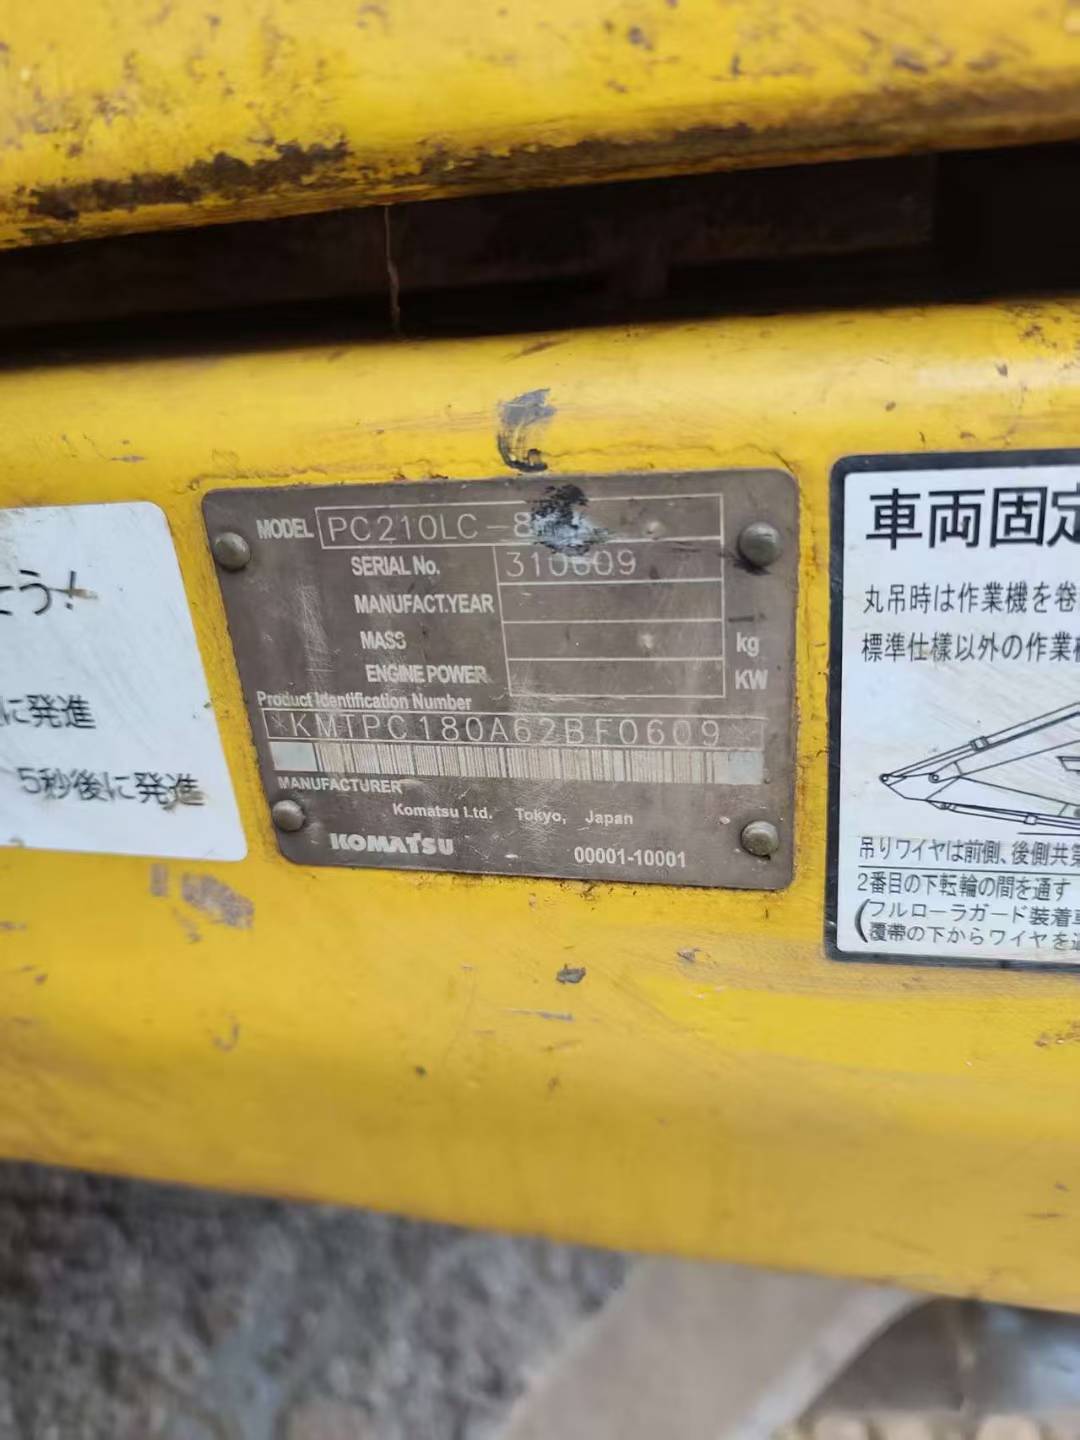 とう!
に発進
5秒後に発進
MODEL PC210LC-8
SERIAL No. 310609
MANUFACT.YEAR
MASS kg
ENGINE POWER KW
Product Identification Number
*KMTPC180A62BF0609
MANUFACTURER
Komatsu Ltd. Tokyo, Japan
KOMATSU 00001-10001
車両固定
丸吊時は作業機を巻
標準仕様以外の作業機
吊りワイヤは前側、後側共第
2番目の下転輪の間を通す
(フルローラガード装着車
履帯の下からワイヤを通